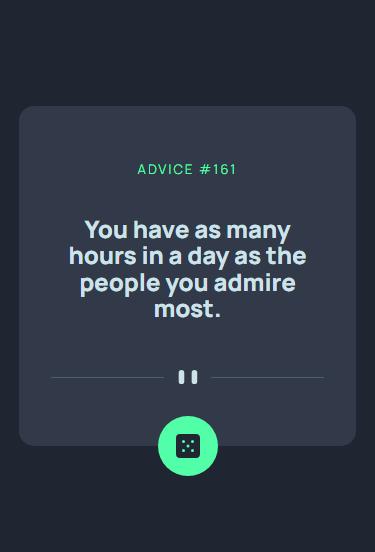 ADVICE #161
You have as many
hours in a day as the
people you admire
most.